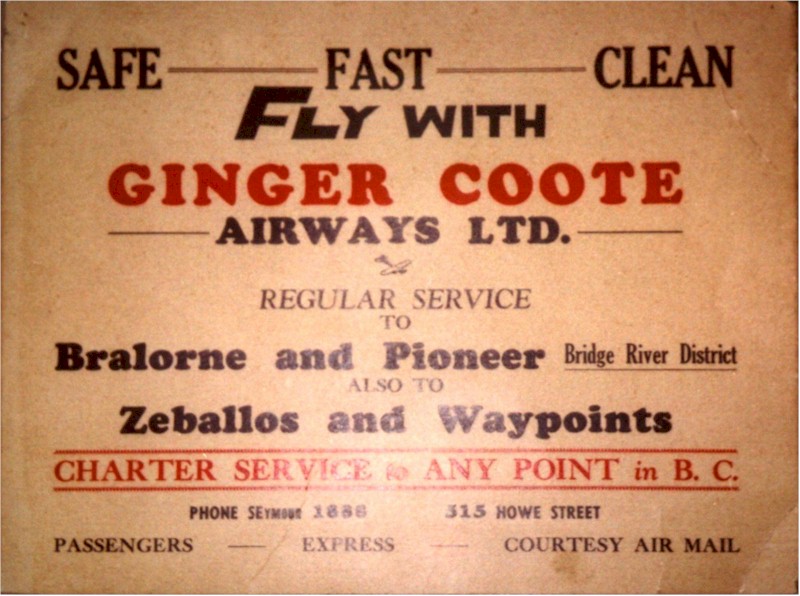 SAFE — FAST — CLEAN
FLY WITH
GINGER COOTE
— AIRWAYS LTD. —
REGULAR SERVICE
TO
Bralorne and Pioneer Bridge River District
ALSO TO
Zeballos and Waypoints
CHARTER SERVICE to ANY POINT in B. C.
PHONE SEYMOUR 515 HOWE STREET
PASSENGERS — EXPRESS — COURTESY AIR MAIL